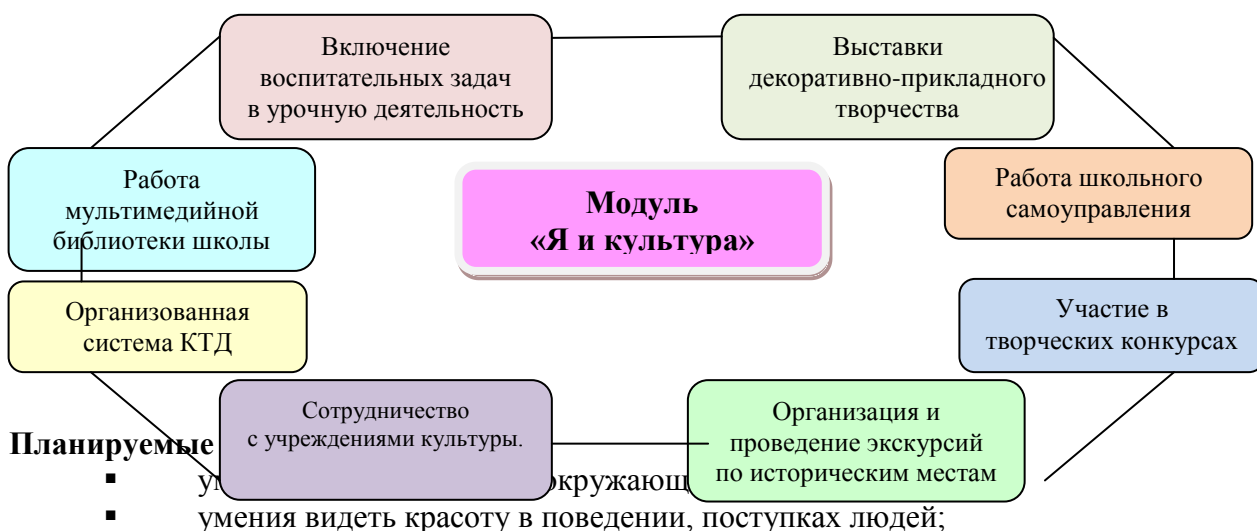 Включение
воспитательных задач
в урочную деятельность
Выставки
декоративно-прикладного
творчества
Работа
мультимедийной
библиотеки школы
Модуль
«Я и культура»
Работа школьного
самоуправления
Организованная
система КТД
Участие в
творческих конкурсах
Сотрудничество
с учреждениями культуры.
Организация и
проведение экскурсий
по историческим местам
Планируемые
умения видеть красоту в поведении, поступках людей;